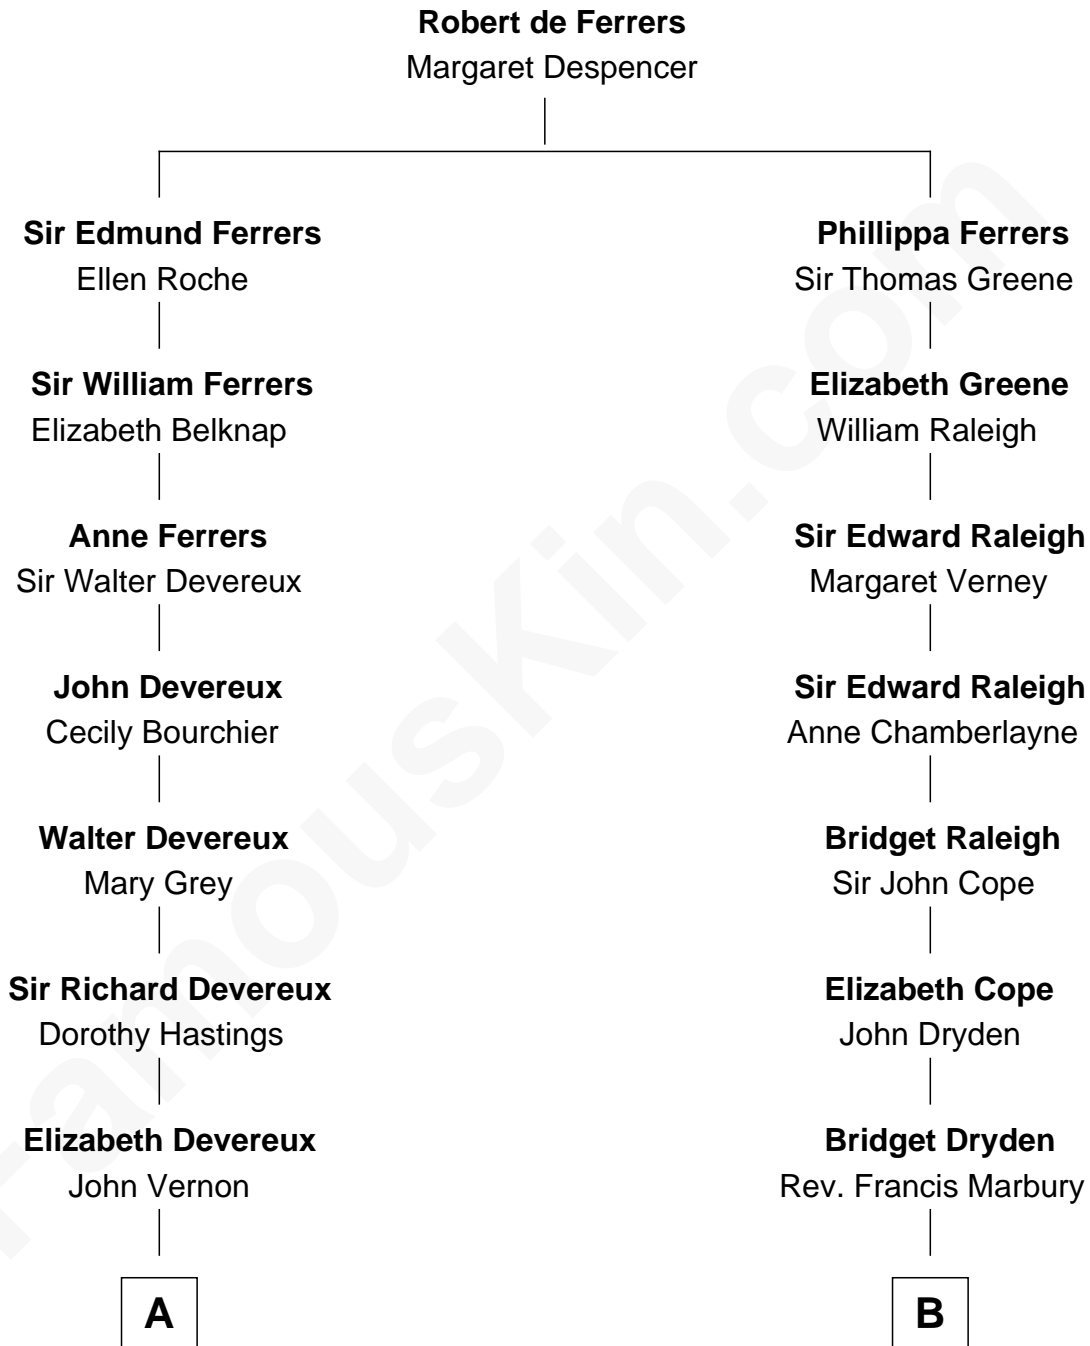 Robert de Ferrers
Margaret Despencer
Sir Edmund Ferrers
Ellen Roche
Sir William Ferrers
Elizabeth Belknap
Anne Ferrers
Sir Walter Devereux
John Devereux
Cecily Bourchier
Walter Devereux
Mary Grey
Sir Richard Devereux
Dorothy Hastings
Elizabeth Devereux
John Vernon
A
Phillippa Ferrers
Sir Thomas Greene
Elizabeth Greene
William Raleigh
Sir Edward Raleigh
Margaret Verney
Sir Edward Raleigh
Anne Chamberlayne
Bridget Raleigh
Sir John Cope
Elizabeth Cope
John Dryden
Bridget Dryden
Rev. Francis Marbury
B
FamousKin.com